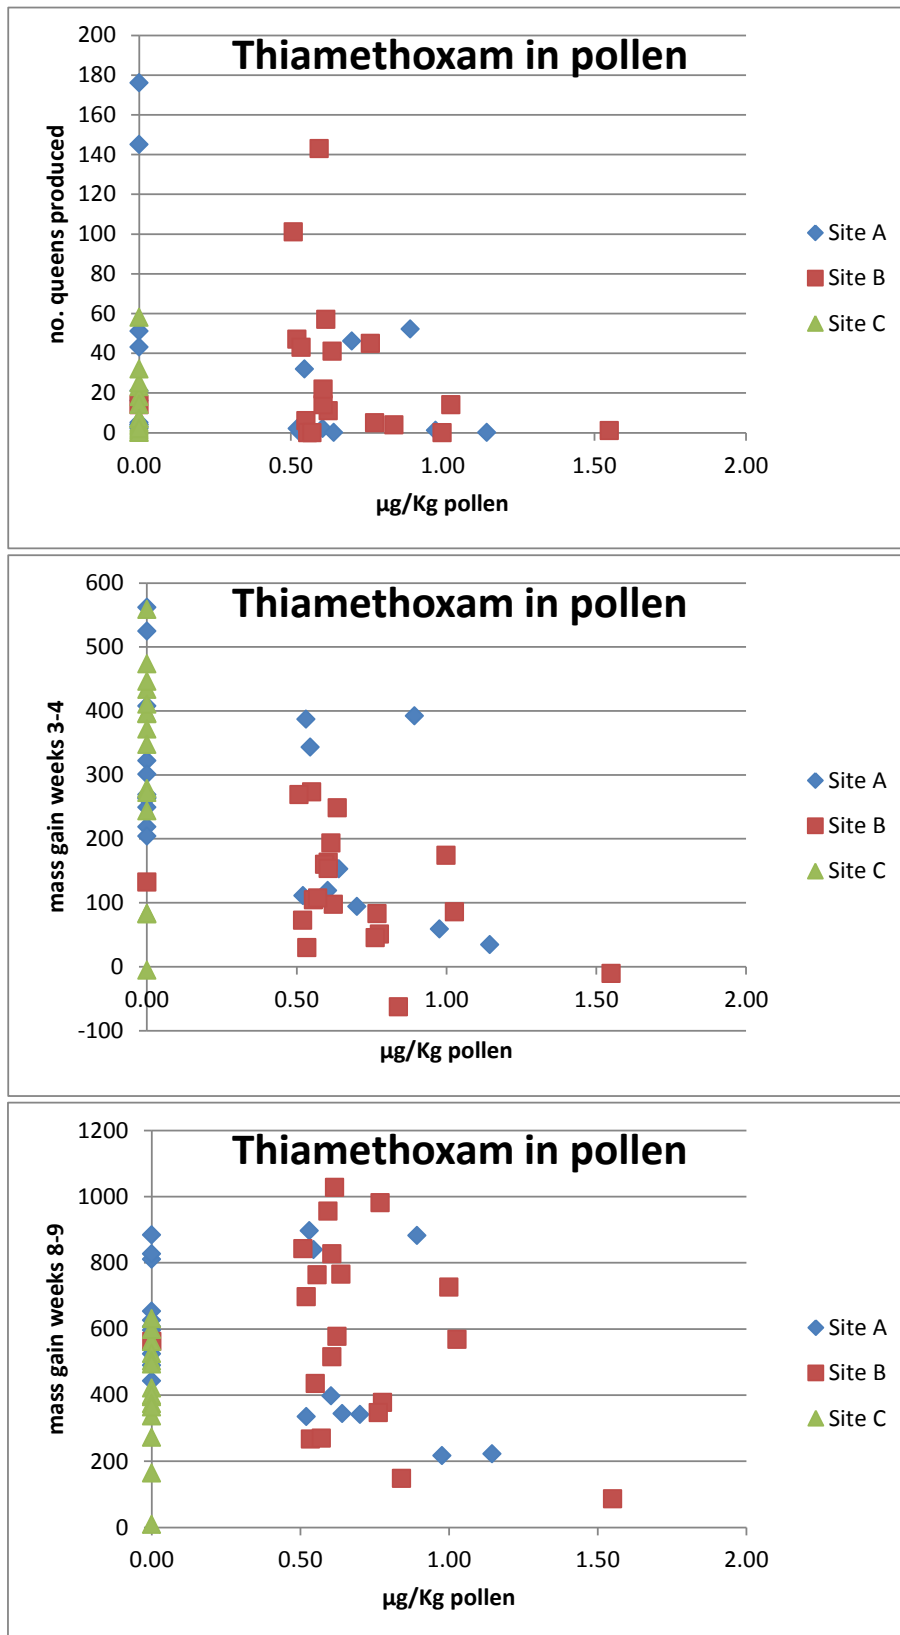 Thiamethoxam in pollen
no. queens produced
200
180
160
140
120
100
80
60
40
20
0
0.00 0.50 1.00 1.50 2.00
µg/Kg pollen
Site A
Site B
Site C
Thiamethoxam in pollen
mass gain weeks 3-4
600
500
400
300
200
100
0
-100
0.00 0.50 1.00 1.50 2.00
µg/Kg pollen
Site A
Site B
Site C
Thiamethoxam in pollen
mass gain weeks 8-9
1200
1000
800
600
400
200
0
0.00 0.50 1.00 1.50 2.00
µg/Kg pollen
Site A
Site B
Site C